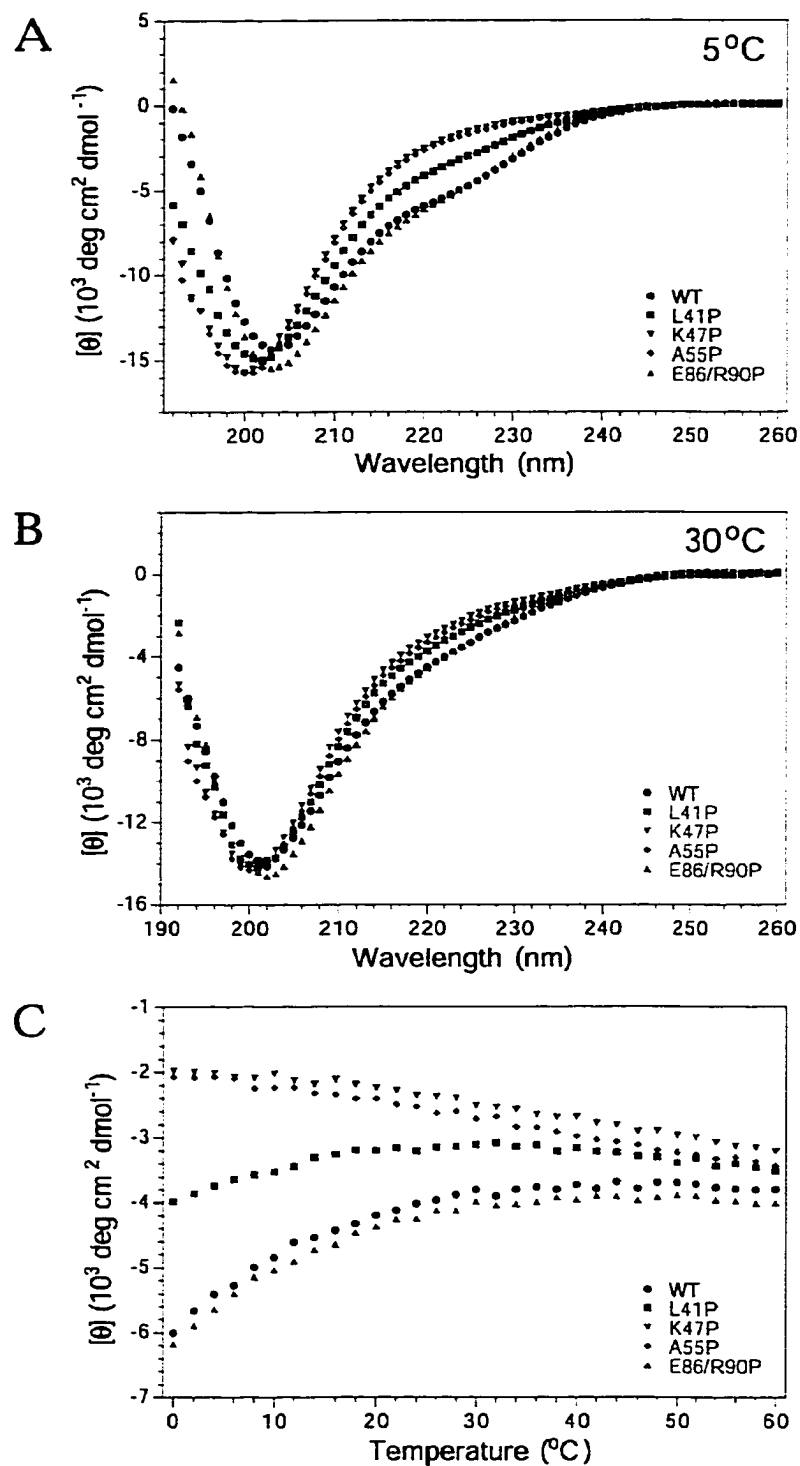 A
5°C
5
0
-5
-10
-15
[θ] (10³ deg cm² dmol⁻¹)
WT
L41P
K47P
A55P
E86/R90P
200 210 220 230 240 250 260
Wavelength (nm)
B
30°C
0
-4
-8
-12
-16
[θ] (10³ deg cm² dmol⁻¹)
WT
L41P
K47P
A55P
E86/R90P
190 200 210 220 230 240 250 260
Wavelength (nm)
C
-1
-2
-3
-4
-5
-6
-7
[θ] (10³ deg cm² dmol⁻¹)
WT
L41P
K47P
A55P
E86/R90P
0 10 20 30 40 50 60
Temperature (°C)